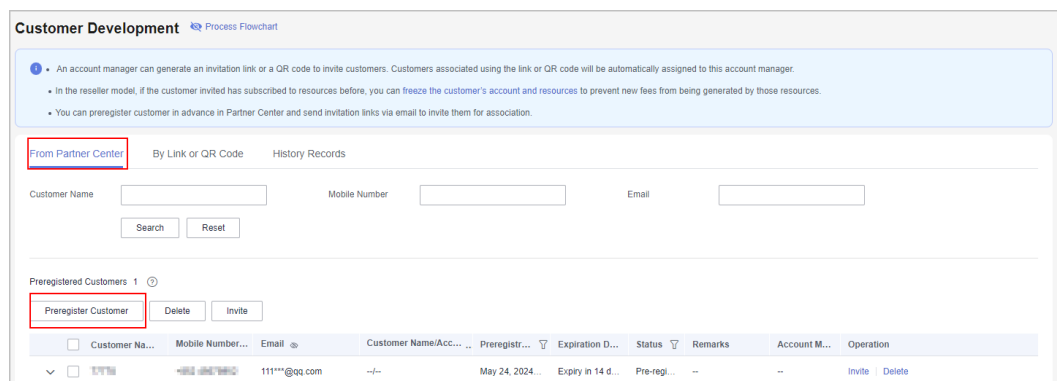 Customer Development Process Flowchart
An account manager can generate an invitation link or a QR code to invite customers. Customers associated using the link or QR code will be automatically assigned to this account manager.
In the reseller model, if the customer invited has subscribed to resources before, you can freeze the customer's account and resources to prevent new fees from being generated by those resources.
You can preregister customer in advance in Partner Center and send invitation links via email to invite them for association.
From Partner Center By Link or QR Code History Records
Customer Name Mobile Number Email
Search Reset
Preregistered Customers 1
Preregister Customer Delete Invite
Customer Na... Mobile Number... Email Customer Name/Acc... Preregistr... Expiration D... Status Remarks Account M... Operation
111***@qq.com --/-- May 24, 2024... Expiry in 14 d... Pre-regi... -- -- Invite Delete